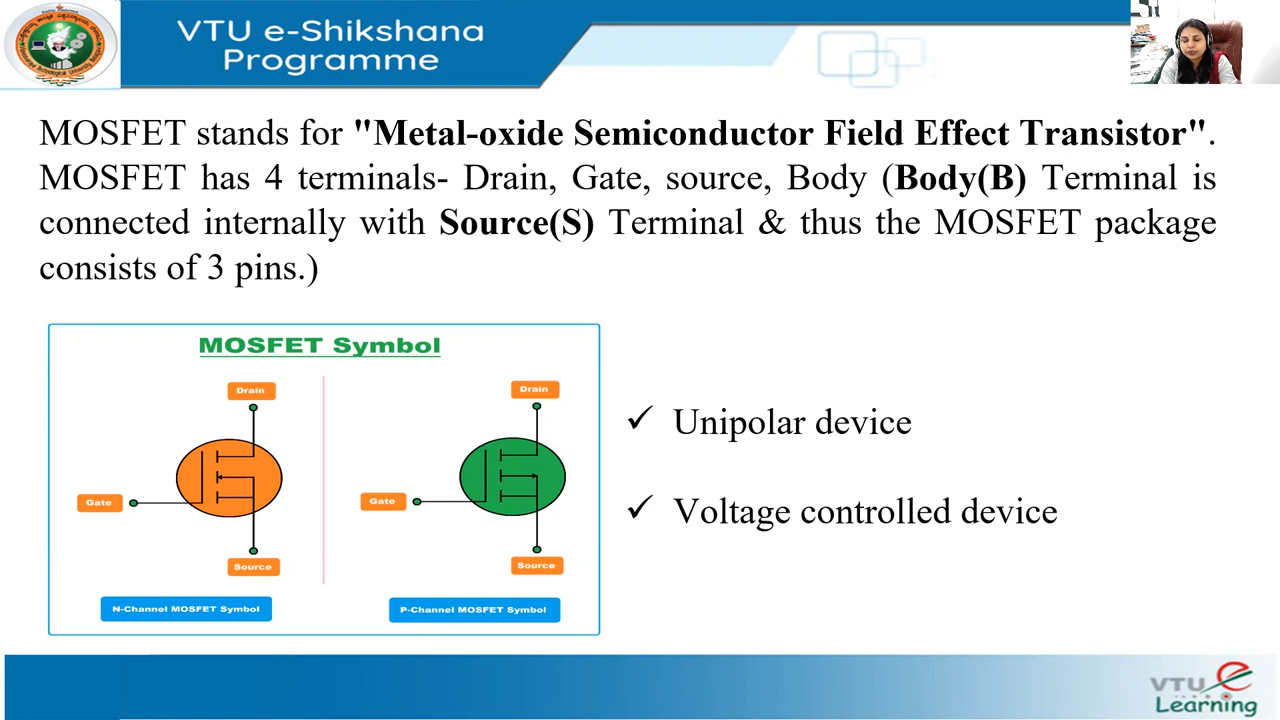 VTU e-Shikshana
Programme
MOSFET stands for "Metal-oxide Semiconductor Field Effect Transistor".
MOSFET has 4 terminals- Drain, Gate, source, Body (Body(B) Terminal is
connected internally with Source(S) Terminal & thus the MOSFET package
consists of 3 pins.)
MOSFET Symbol
Drain
Drain
Gate
Gate
Source
Source
N-Channel MOSFET Symbol
P-Channel MOSFET Symbol
✓ Unipolar device
✓ Voltage controlled device
VTU e
Learning